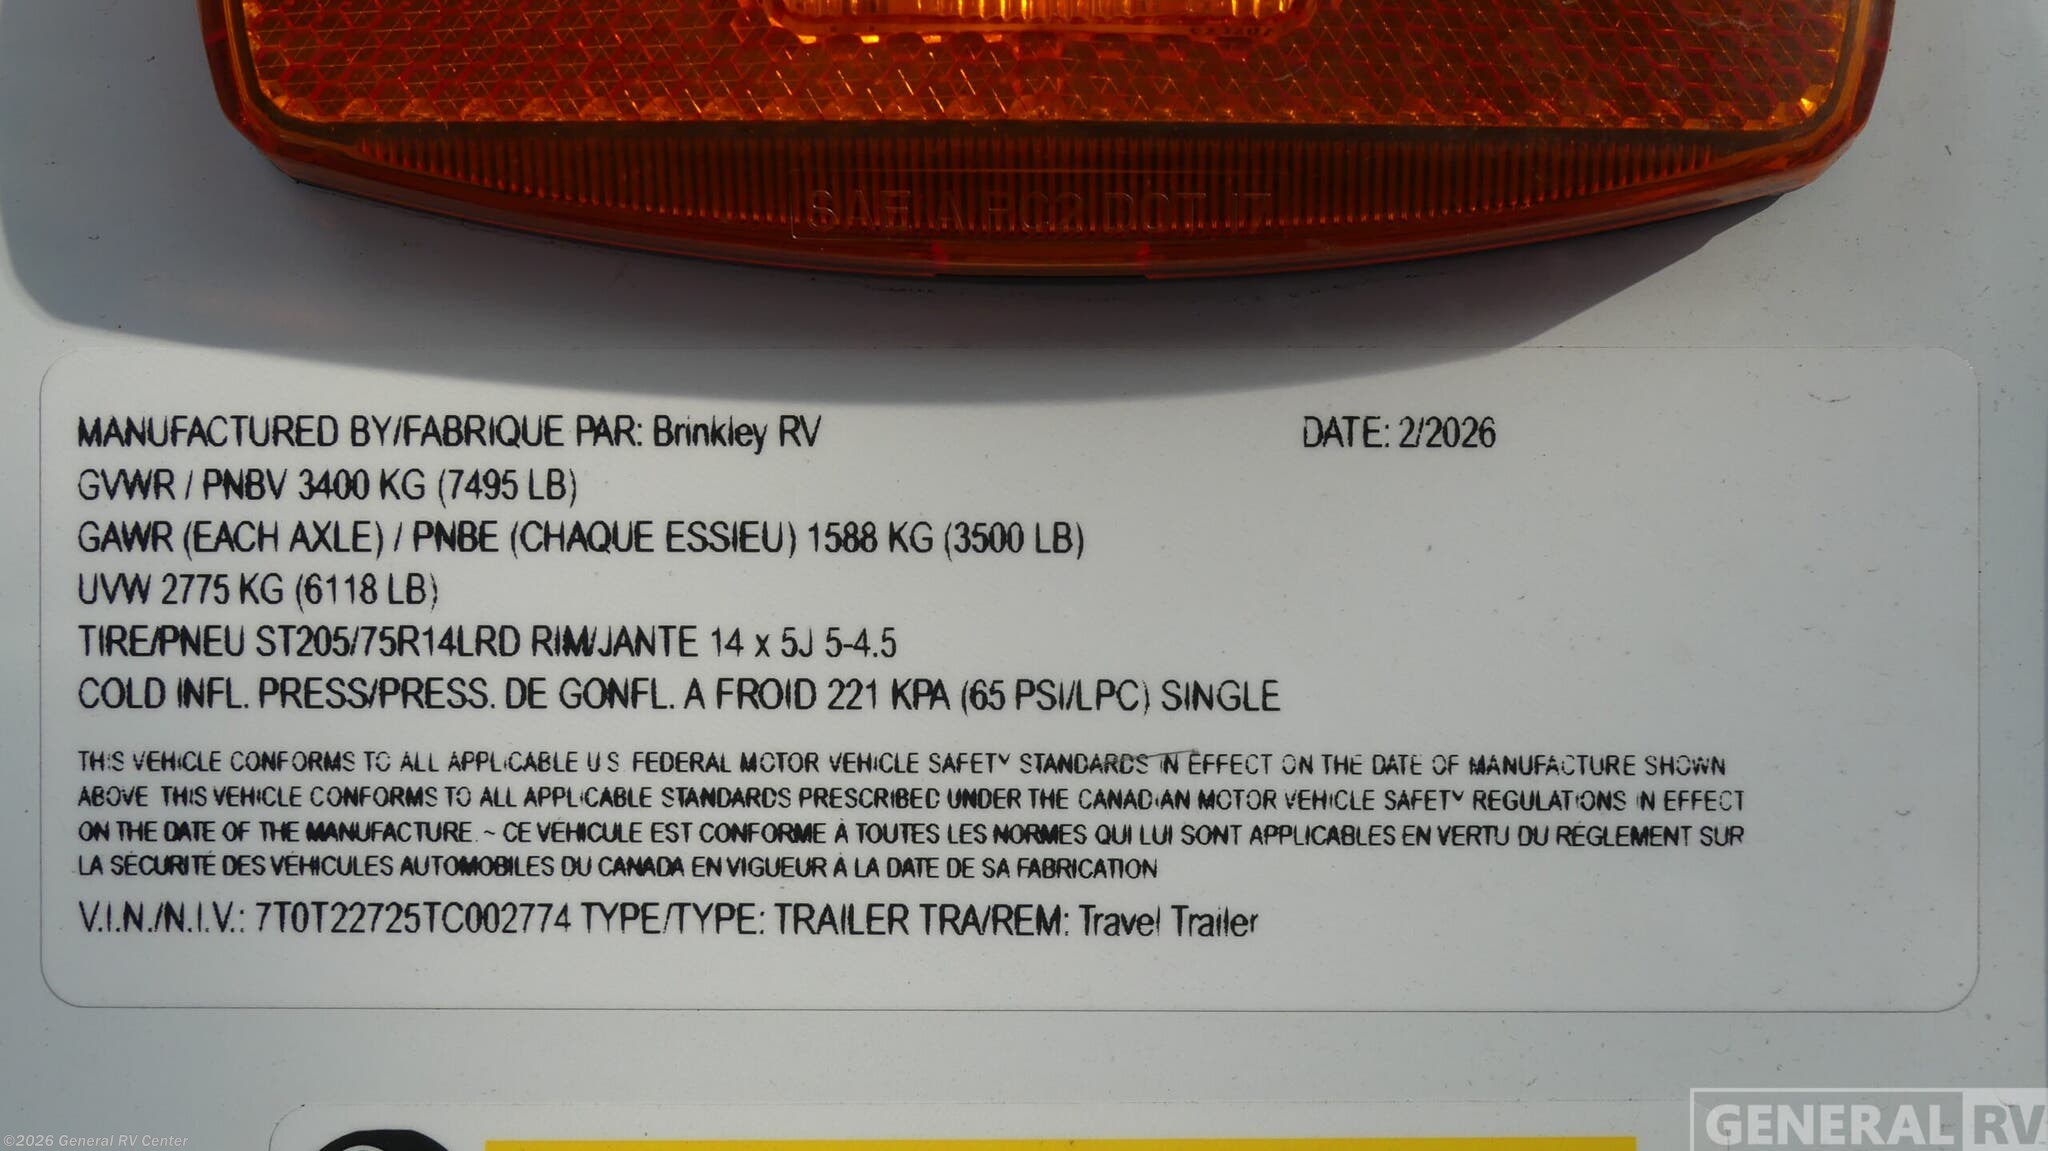 SAE A P2 DOT IT
MANUFACTURED BY/FABRIQUE PAR: Brinkley RV DATE: 2/2026
GVWR / PNBV 3400 KG (7495 LB)
GAWR (EACH AXLE) / PNBE (CHAQUE ESSIEU) 1588 KG (3500 LB)
UVW 2775 KG (6118 LB)
TIRE/PNEU ST205/75R14LRD RIM/JANTE 14 x 5J 5-4.5
COLD INFL. PRESS/PRESS. DE GONFL. A FROID 221 KPA (65 PSI/LPC) SINGLE
THIS VEHICLE CONFORMS TO ALL APPLICABLE U.S. FEDERAL MOTOR VEHICLE SAFETY STANDARDS IN EFFECT ON THE DATE OF MANUFACTURE SHOWN
ABOVE THIS VEHICLE CONFORMS TO ALL APPLICABLE STANDARDS PRESCRIBED UNDER THE CANADIAN MOTOR VEHICLE SAFETY REGULATIONS IN EFFECT
ON THE DATE OF THE MANUFACTURE. ~ CE VÉHICULE EST CONFORME À TOUTES LES NORMES QUI LUI SONT APPLICABLES EN VERTU DU RÉGLEMENT SUR
LA SÉCURITÉ DES VÉHICULES AUTOMOBILES DU CANADA EN VIGUEUR À LA DATE DE SA FABRICATION
V.I.N./N.I.V.: 7T0T22725TC002774 TYPE/TYPE: TRAILER TRA/REM: Travel Trailer
©2026 General RV Center
GENERAL RV